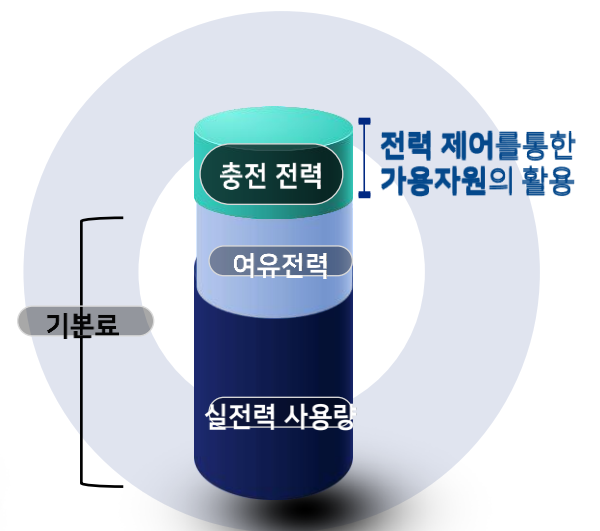 전력 제어를통한
가용자원의 활용
충전 전력
여유전력
기본료
실전력 사용량